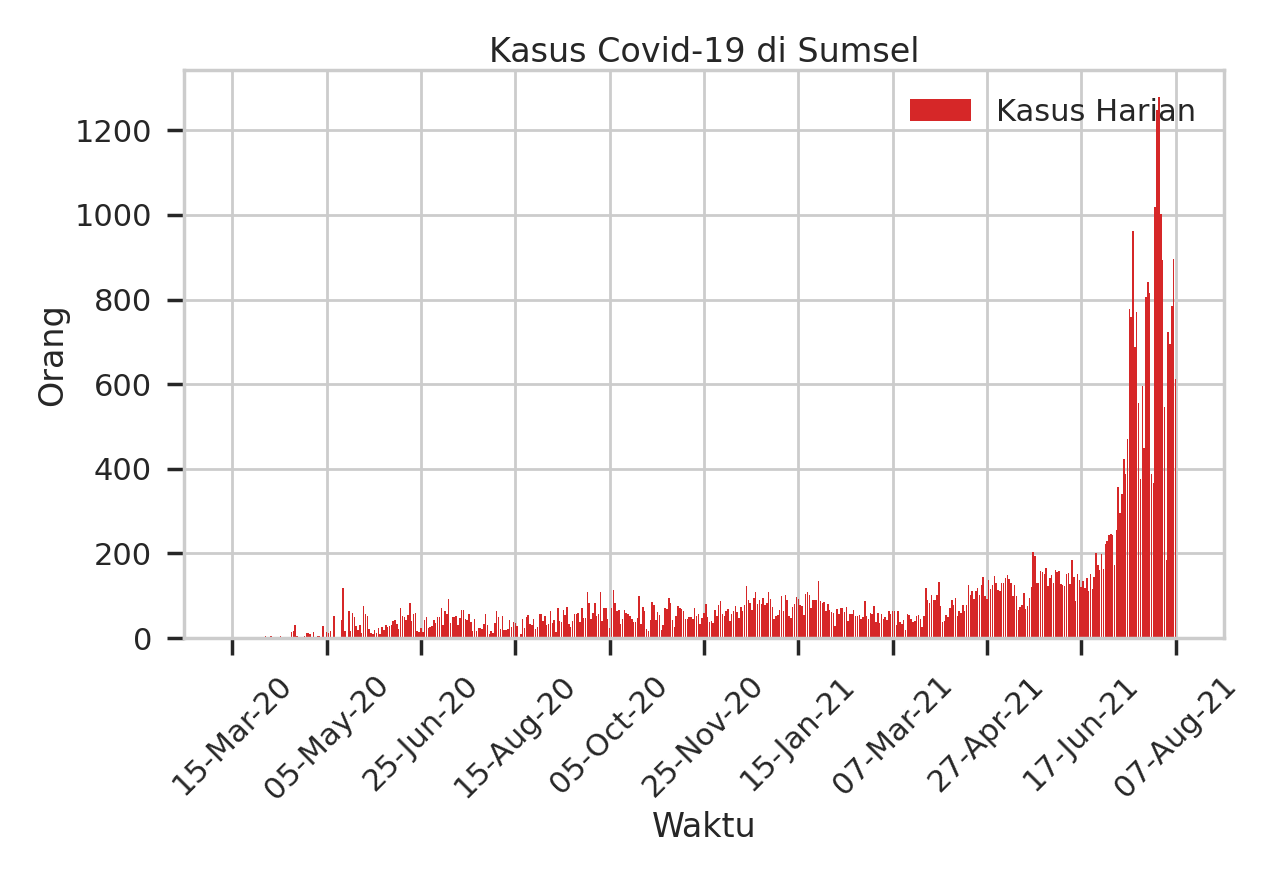 Kasus Covid-19 di Sumsel
Kasus Harian
Orang
1200
1000
800
600
400
200
0
15-Mar-20
05-May-20
25-Jun-20
15-Aug-20
05-Oct-20
25-Nov-20
15-Jan-21
07-Mar-21
27-Apr-21
17-Jun-21
07-Aug-21
Waktu